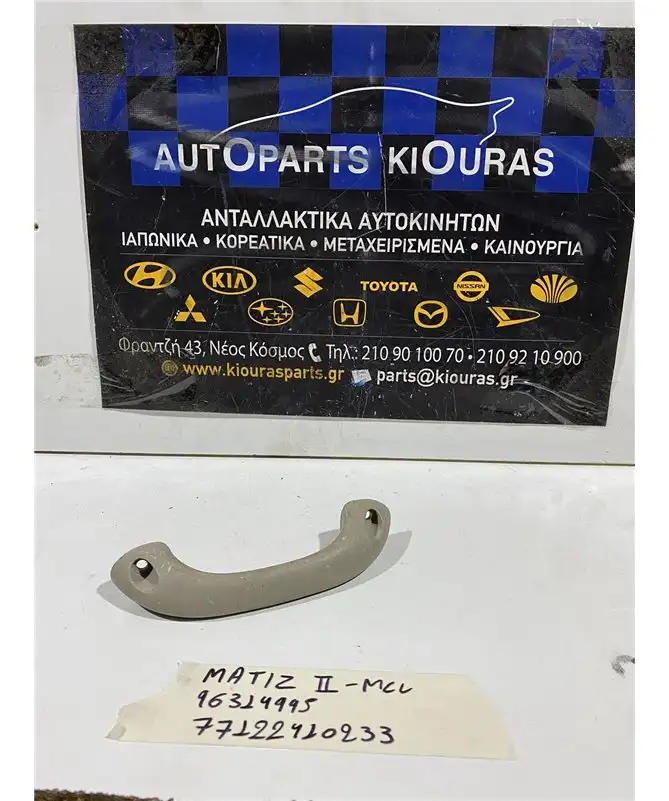 AUTOPARTS KIOURAS
ΑΝΤΑΛΛΑΚΤΙΚΑ ΑΥΤΟΚΙΝΗΤΩΝ
ΙΑΠΩΝΙΚΑ • ΚΟΡΕΑΤΙΚΑ • ΜΕΤΑΧΕΙΡΙΣΜΕΝΑ • ΚΑΙΝΟΥΡΓΙΑ
KIA TOYOTA NISSAN
Φραντζή 43, Νέος Κόσμος Τηλ.: 210 90 100 70 • 210 92 10 900
www.kiourasparts.gr parts@kiouras.gr
MATIZ II - MCL
96314995
77122410233